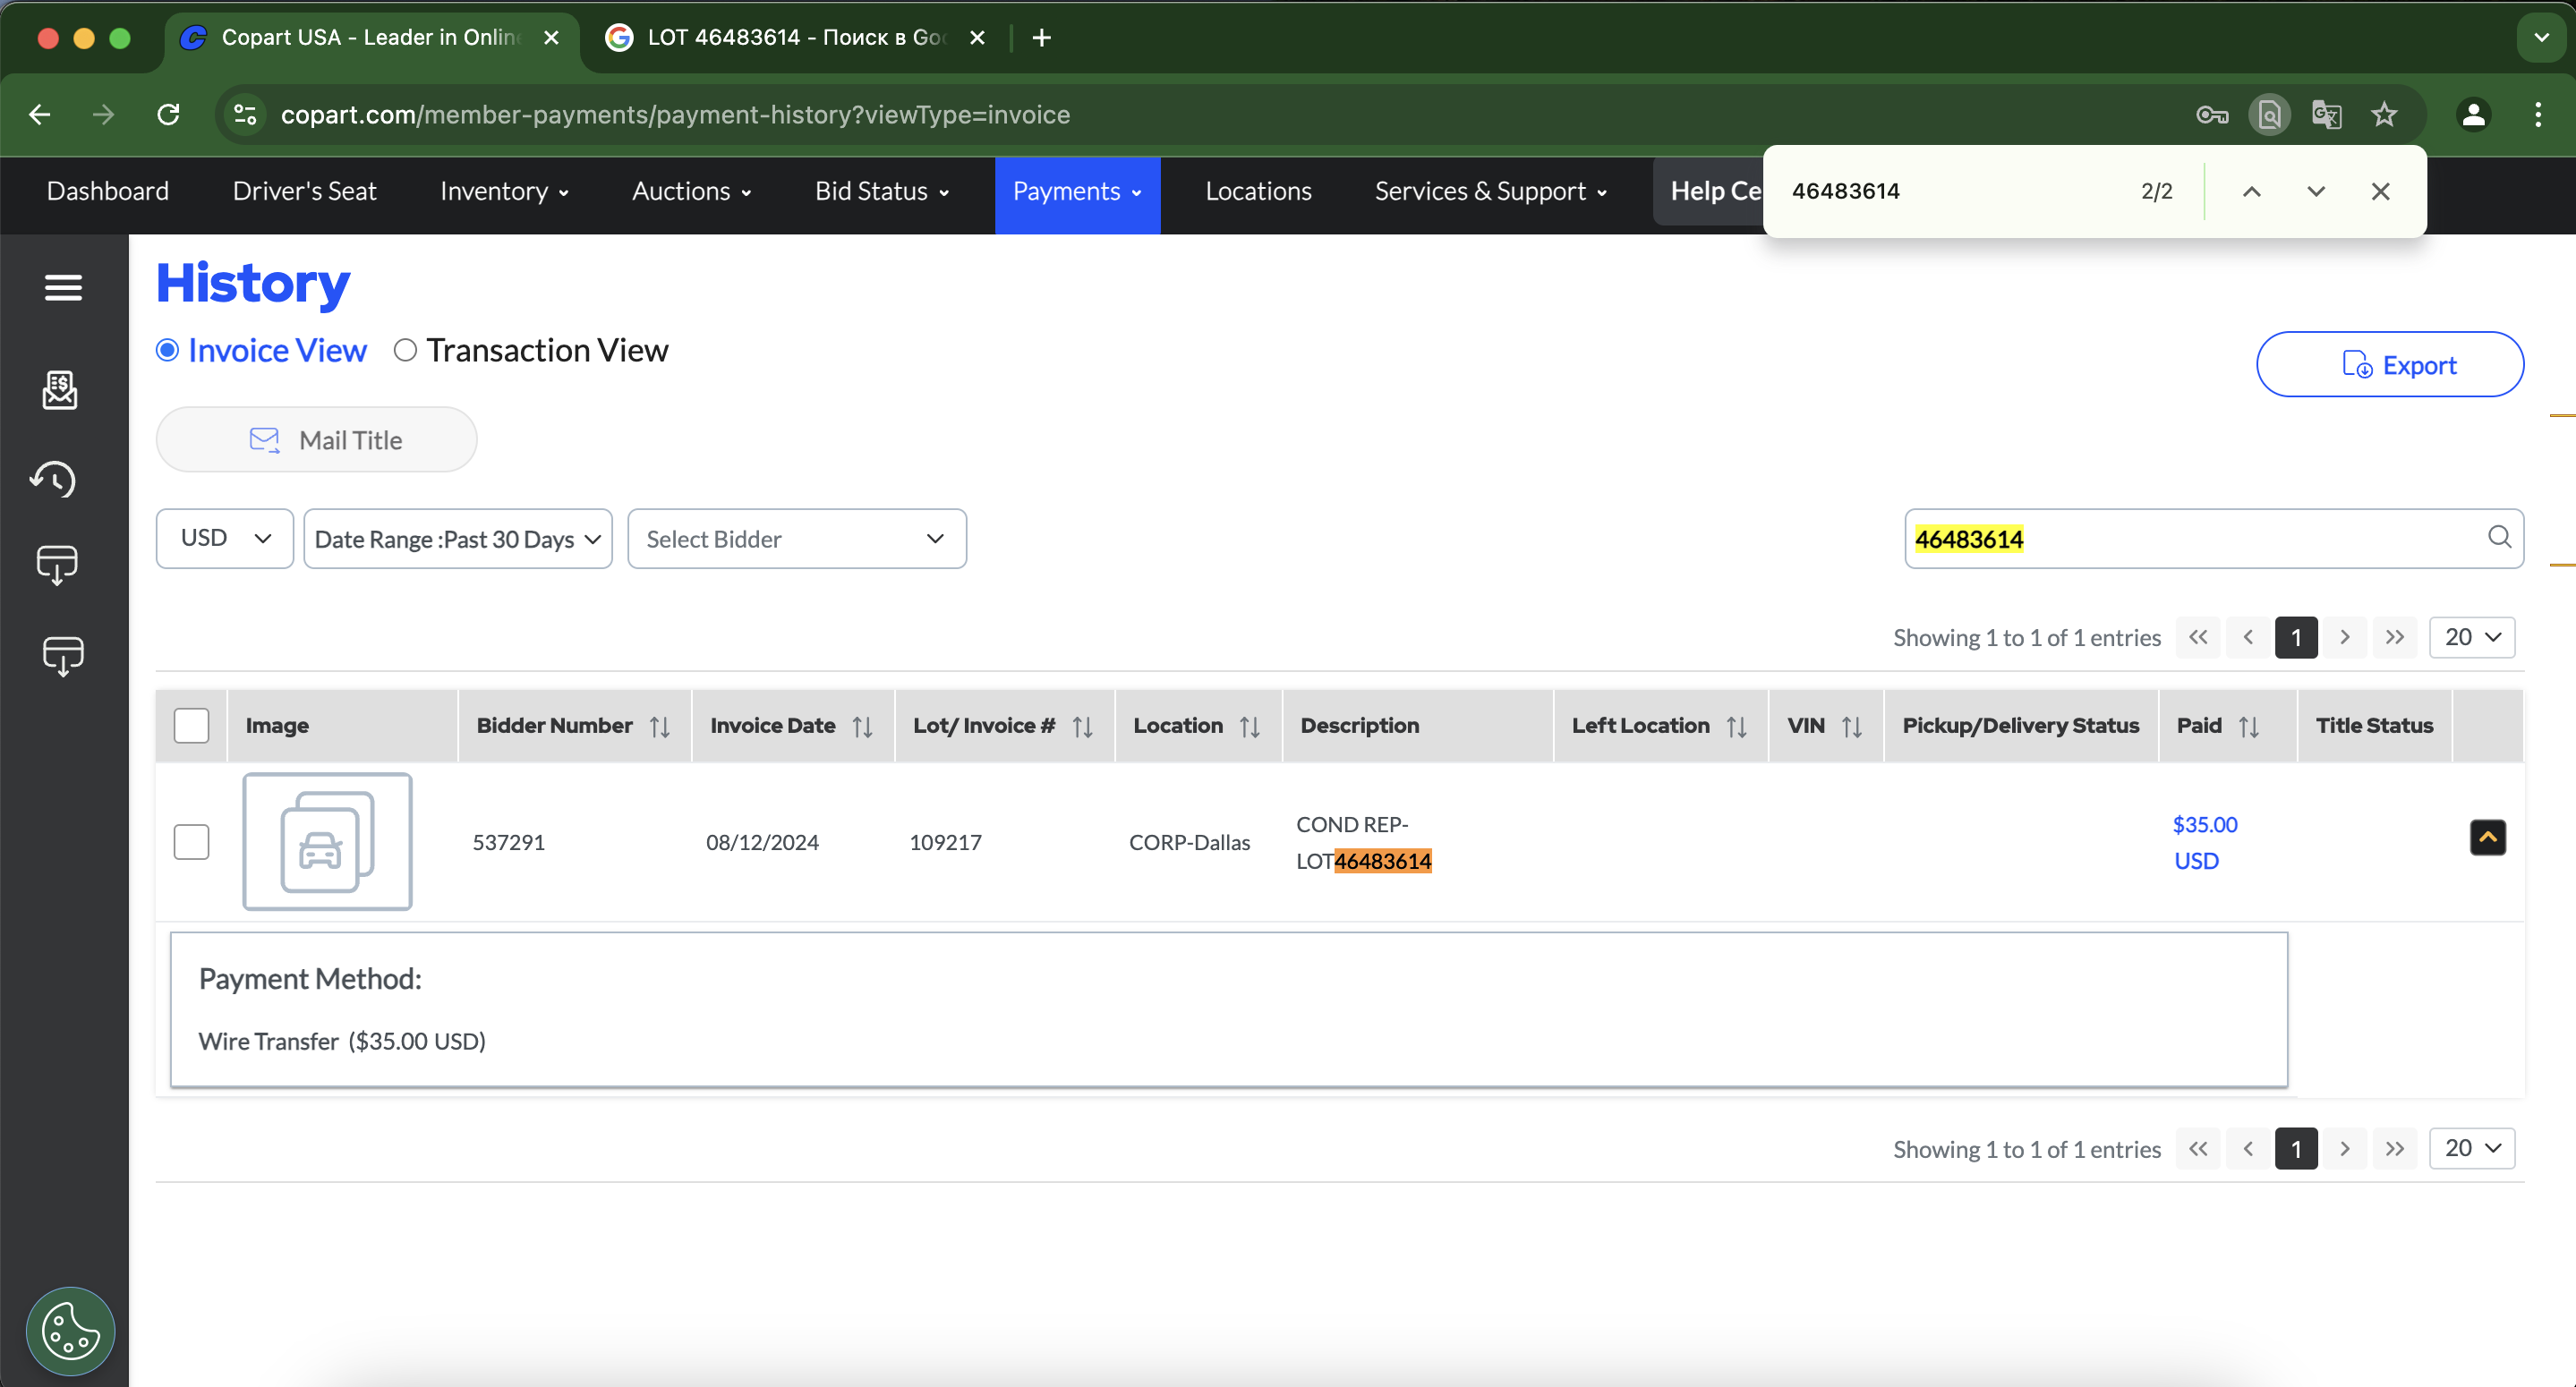 Copart USA - Leader in Online
LOT 46483614 - Поиск в Goo
copart.com/member-payments/payment-history?viewType=invoice
Dashboard Driver's Seat Inventory Auctions Bid Status Payments Locations Services & Support Help Ce
46483614 2/2
History
Invoice View Transaction View
Export
Mail Title
USD Date Range :Past 30 Days Select Bidder 46483614
Showing 1 to 1 of 1 entries << < 1 > >> 20
Image Bidder Number Invoice Date Lot/ Invoice # Location Description Left Location VIN Pickup/Delivery Status Paid Title Status
537291 08/12/2024 109217 CORP-Dallas COND REP-
LOT46483614 $35.00
USD
Payment Method:
Wire Transfer ($35.00 USD)
Showing 1 to 1 of 1 entries << < 1 > >> 20